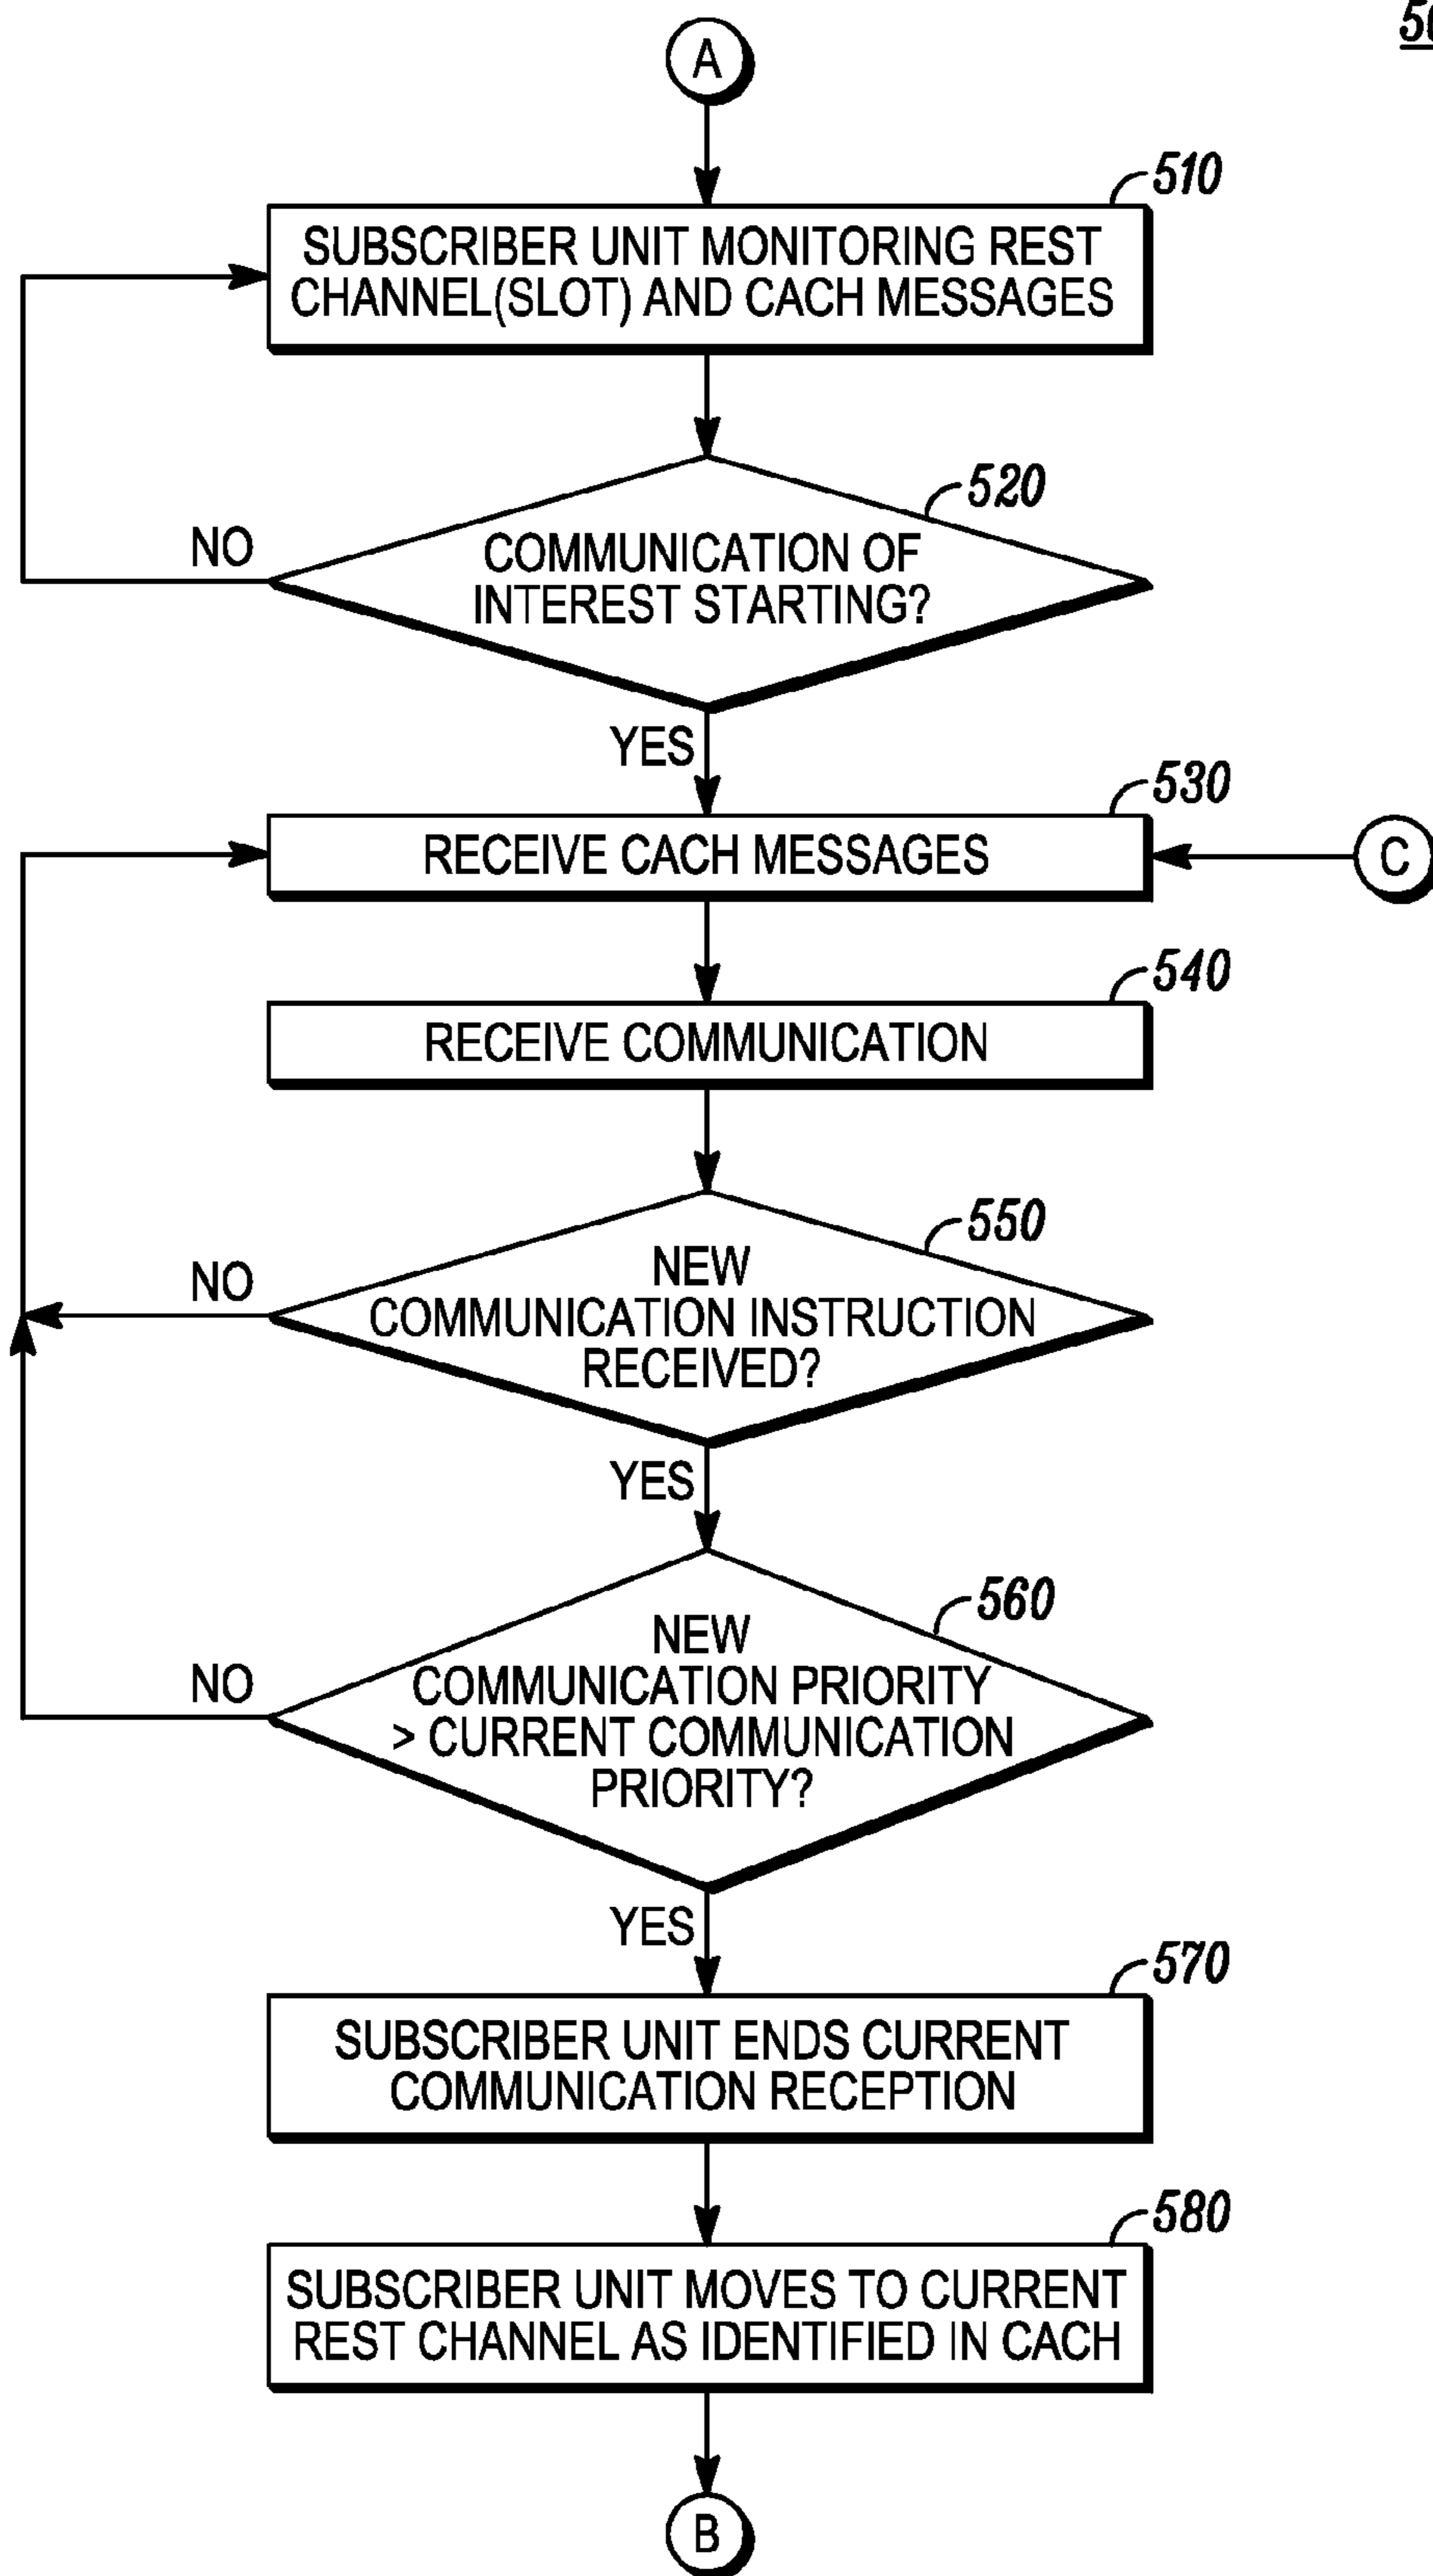 A
510
SUBSCRIBER UNIT MONITORING REST
CHANNEL(SLOT) AND CACH MESSAGES
520
COMMUNICATION OF
INTEREST STARTING?
NO
YES
530
RECEIVE CACH MESSAGES
C
540
RECEIVE COMMUNICATION
550
NEW
COMMUNICATION INSTRUCTION
RECEIVED?
NO
YES
560
NEW
COMMUNICATION PRIORITY
> CURRENT COMMUNICATION
PRIORITY?
NO
YES
570
SUBSCRIBER UNIT ENDS CURRENT
COMMUNICATION RECEPTION
580
SUBSCRIBER UNIT MOVES TO CURRENT
REST CHANNEL AS IDENTIFIED IN CACH
B